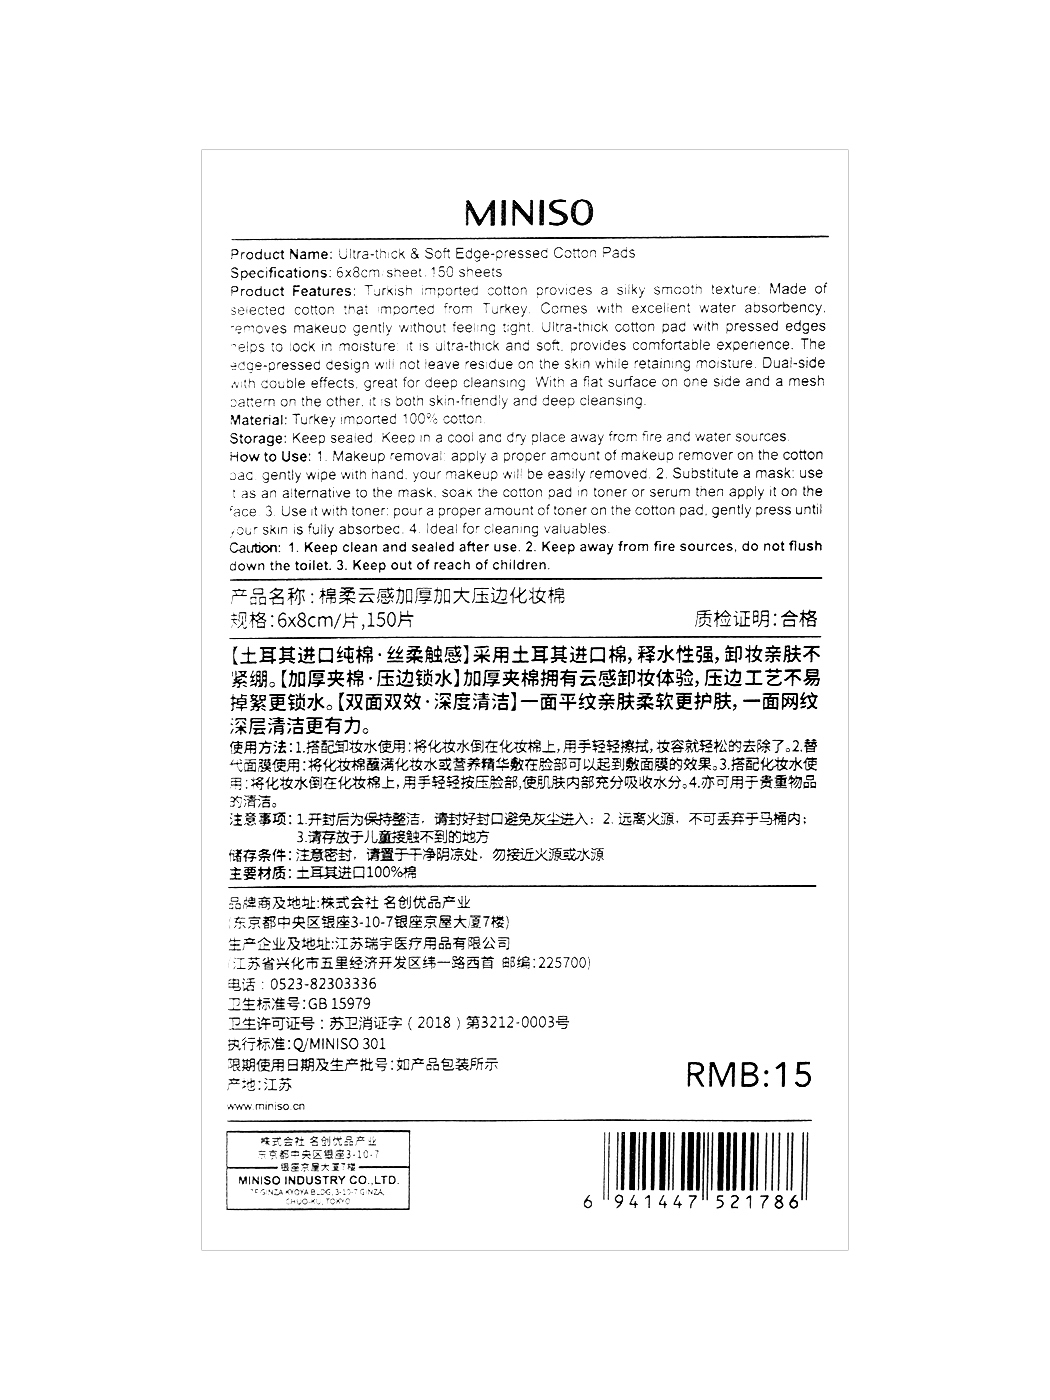 MINISO
Product Name: Ultra-thick & Soft Edge-pressed Cotton Pads
Specifications: 6x8cm sheet, 150 sheets
Product Features: Turkish imported cotton provides a silky smooth texture. Made of
selected cotton that imported from Turkey. Comes with excellent water absorbency,
removes makeup gently without feeling tight. Ultra-thick cotton pad with pressed edges
helps to lock in moisture, it is ultra-thick and soft, provides comfortable experience. The
edge-pressed design will not leave residue on the skin while retaining moisture. Dual-side
with double effects, great for deep cleansing. With a flat surface on one side and a mesh
pattern on the other, it is both skin-friendly and deep cleansing.
Material: Turkey imported 100% cotton.
Storage: Keep sealed. Keep in a cool and dry place away from fire and water sources.
How to Use: 1. Makeup removal: apply a proper amount of makeup remover on the cotton
pad, gently wipe with hand, your makeup will be easily removed. 2. Substitute a mask: use
it as an alternative to the mask, soak the cotton pad in toner or serum then apply it on the
face. 3. Use it with toner: pour a proper amount of toner on the cotton pad, gently press until
your skin is fully absorbed. 4. Ideal for cleaning valuables.
Caution: 1. Keep clean and sealed after use. 2. Keep away from fire sources, do not flush
down the toilet. 3. Keep out of reach of children.
产品名称:棉柔云感加厚加大压边化妆棉
规格:6x8cm/片,150片 质检证明:合格
【土耳其进口纯棉·丝柔触感】采用土耳其进口棉,释水性强,卸妆亲肤不
紧绷。【加厚夹棉·压边锁水】加厚夹棉拥有云感卸妆体验,压边工艺不易
掉絮更锁水。【双面双效·深度清洁】一面平纹亲肤柔软更护肤,一面网纹
深层清洁更有力。
使用方法:1.搭配卸妆水使用:将化妆水倒在化妆棉上,用手轻轻擦拭,妆容就轻松的去除了。2.替
代面膜使用:将化妆棉蘸满化妆水或营养精华敷在脸部可以起到敷面膜的效果。3.搭配化妆水使
用:将化妆水倒在化妆棉上,用手轻轻按压脸部,使肌肤内部充分吸收水分。4.亦可用于贵重物品
的清洁。
注意事项:1.开封后为保持整洁，请封好封口避免灰尘进入；2.远离火源，不可丢弃于马桶内；
3.请存放于儿童接触不到的地方
储存条件:注意密封，请置于干净阴凉处，勿接近火源或水源
主要材质:土耳其进口100%棉
品牌商及地址:株式会社 名创优品产业
(东京都中央区银座3-10-7银座京屋大厦7楼)
生产企业及地址:江苏瑞宇医疗用品有限公司
(江苏省兴化市五里经济开发区纬一路西首 邮编:225700)
电话：0523-82303336
卫生标准号:GB 15979
卫生许可证号：苏卫消证字（2018）第3212-0003号
执行标准:Q/MINISO 301
限期使用日期及生产批号:如产品包装所示
产地:江苏
RMB:15
www.miniso.cn
株式会社 名创优品产业
东京都中央区银座3-10-7
银座京屋大厦7楼
MINISO INDUSTRY CO.,LTD.
7F GINZA KYOYA BLDG, 3-10-7 GINZA,
CHUO-KU, TOKYO
6 941447 521786